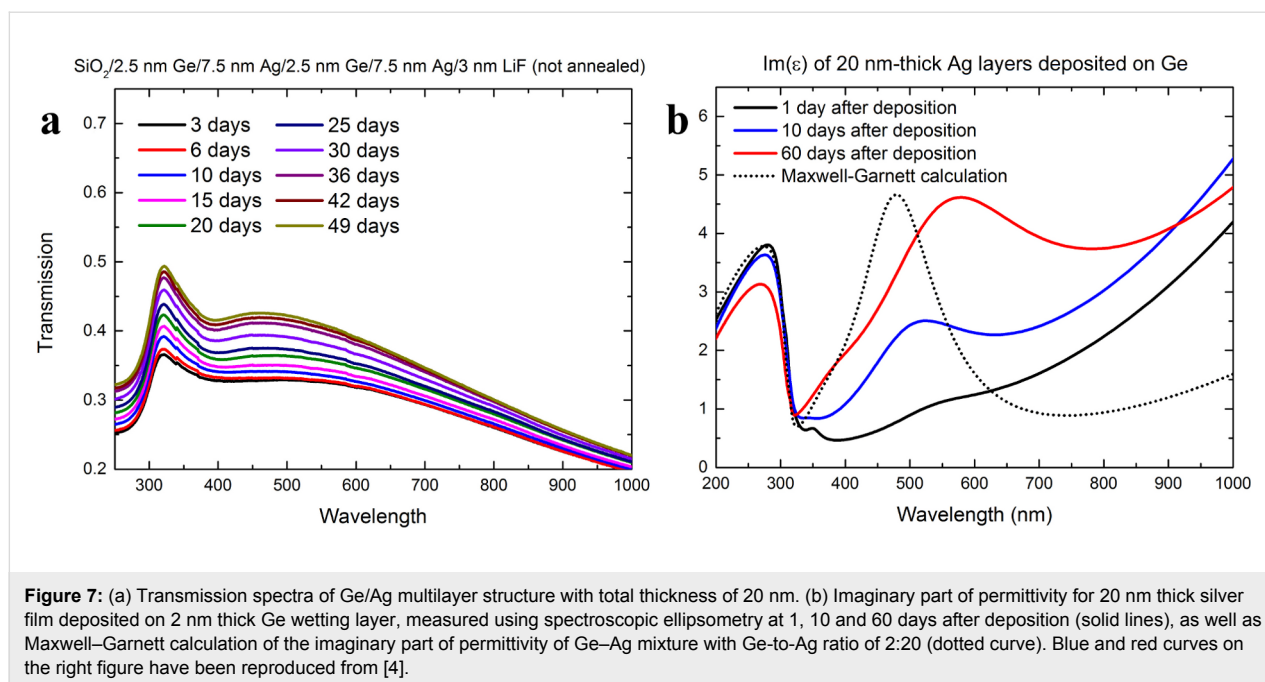 SiO2/2.5 nm Ge/7.5 nm Ag/2.5 nm Ge/7.5 nm Ag/3 nm LiF (not annealed)
a
3 days
6 days
10 days
15 days
20 days
25 days
30 days
36 days
42 days
49 days
0.7
0.6
0.5
0.4
0.3
0.2
Transmission
300 400 500 600 700 800 900 1000
Wavelength
Im(ε) of 20 nm-thick Ag layers deposited on Ge
b
1 day after deposition
10 days after deposition
60 days after deposition
Maxwell-Garnett calculation
6
5
4
3
2
1
0
200 300 400 500 600 700 800 900 1000
Wavelength (nm)
Figure 7: (a) Transmission spectra of Ge/Ag multilayer structure with total thickness of 20 nm. (b) Imaginary part of permittivity for 20 nm thick silver
film deposited on 2 nm thick Ge wetting layer, measured using spectroscopic ellipsometry at 1, 10 and 60 days after deposition (solid lines), as well as
Maxwell–Garnett calculation of the imaginary part of permittivity of Ge–Ag mixture with Ge-to-Ag ratio of 2:20 (dotted curve). Blue and red curves on
the right figure have been reproduced from [4].